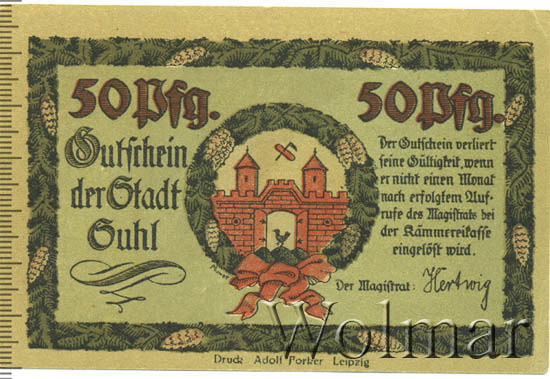 50 Pfg.
50 Pfg.
Gutschein
der Stadt
Suhl
Der Gutschein verliert
seine Gültigkeit, wenn
er nicht einen Monat
nach erfolgtem Auf-
rufe des Magistrats bei
der Kämmereikasse
eingelöst wird.
Der Magistrat: Hertwig
Druck Adolf Forker Leipzig
Wolmar